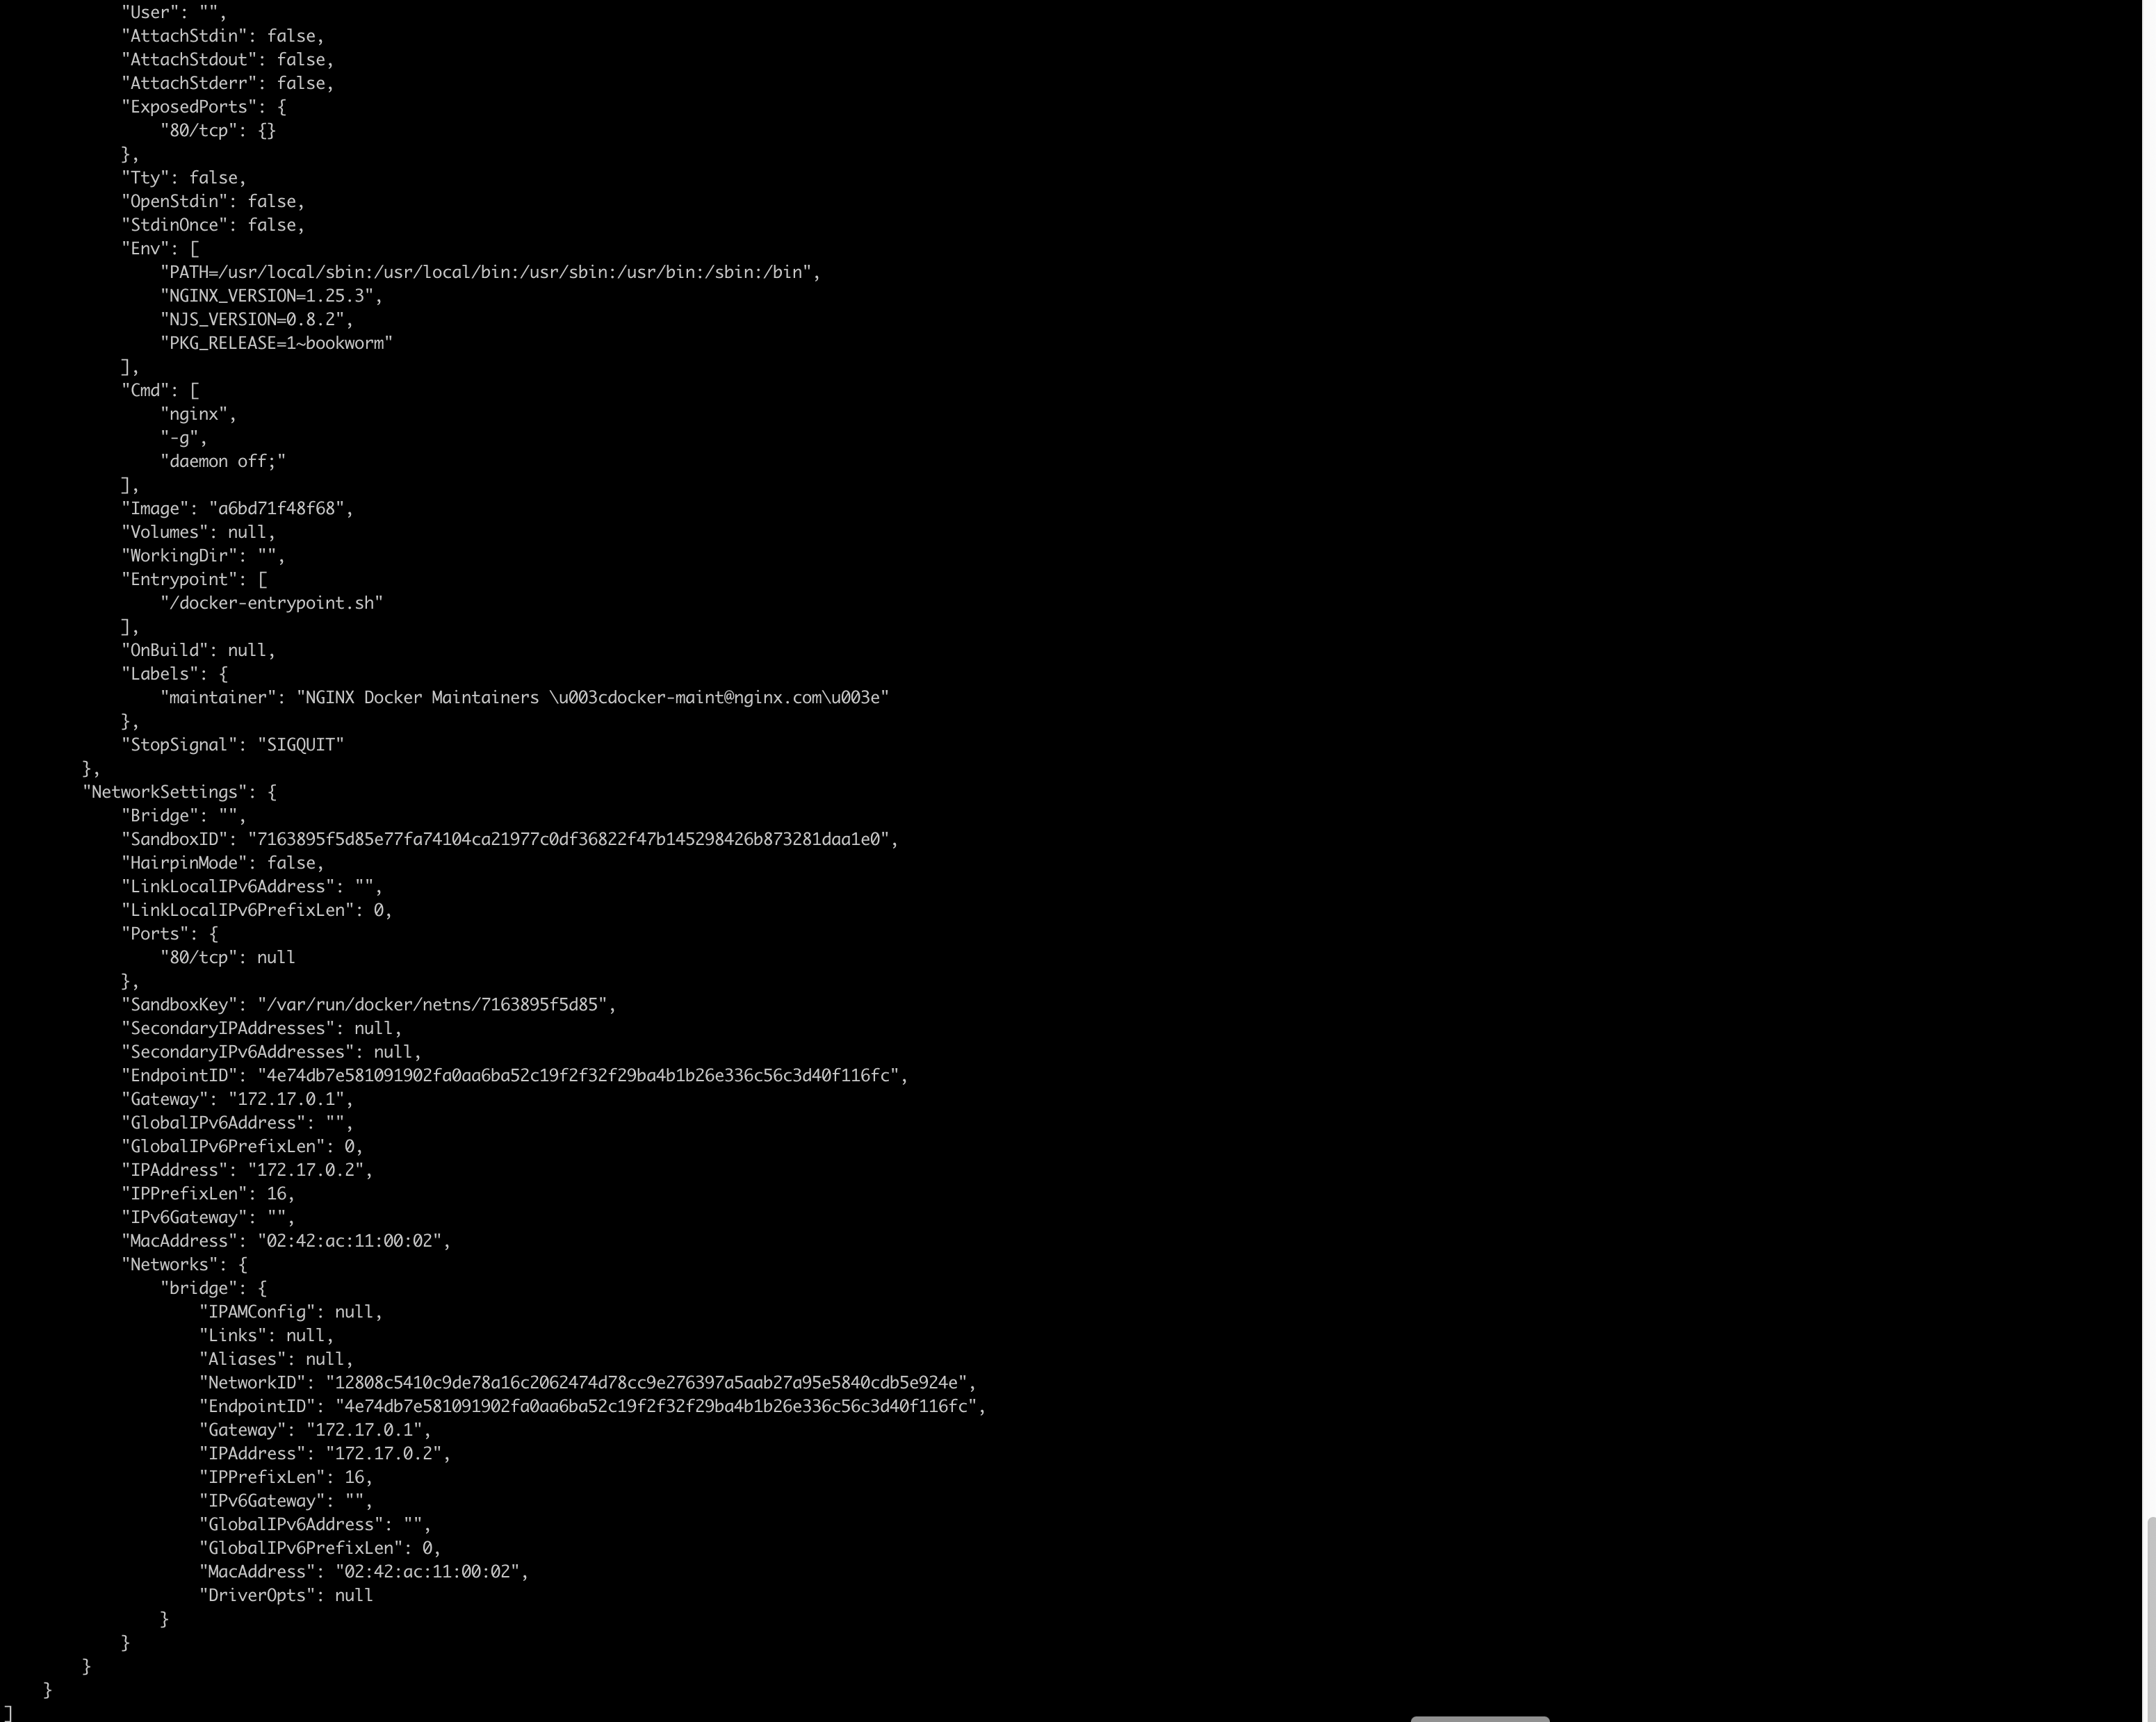 "User": "",
"AttachStdin": false,
"AttachStdout": false,
"AttachStderr": false,
"ExposedPorts": {
"80/tcp": {}
},
"Tty": false,
"OpenStdin": false,
"StdinOnce": false,
"Env": [
"PATH=/usr/local/sbin:/usr/local/bin:/usr/sbin:/usr/bin:/sbin:/bin",
"NGINX_VERSION=1.25.3",
"NJS_VERSION=0.8.2",
"PKG_RELEASE=1~bookworm"
],
"Cmd": [
"nginx",
"-g",
"daemon off;"
],
"Image": "a6bd71f48f68",
"Volumes": null,
"WorkingDir": "",
"Entrypoint": [
"/docker-entrypoint.sh"
],
"OnBuild": null,
"Labels": {
"maintainer": "NGINX Docker Maintainers \u003cdocker-maint@nginx.com\u003e"
},
"StopSignal": "SIGQUIT"
},
"NetworkSettings": {
"Bridge": "",
"SandboxID": "7163895f5d85e77fa74104ca21977c0df36822f47b145298426b873281daa1e0",
"HairpinMode": false,
"LinkLocalIPv6Address": "",
"LinkLocalIPv6PrefixLen": 0,
"Ports": {
"80/tcp": null
},
"SandboxKey": "/var/run/docker/netns/7163895f5d85",
"SecondaryIPAddresses": null,
"SecondaryIPv6Addresses": null,
"EndpointID": "4e74db7e581091902fa0aa6ba52c19f2f32f29ba4b1b26e336c56c3d40f116fc",
"Gateway": "172.17.0.1",
"GlobalIPv6Address": "",
"GlobalIPv6PrefixLen": 0,
"IPAddress": "172.17.0.2",
"IPPrefixLen": 16,
"IPv6Gateway": "",
"MacAddress": "02:42:ac:11:00:02",
"Networks": {
"bridge": {
"IPAMConfig": null,
"Links": null,
"Aliases": null,
"NetworkID": "12808c5410c9de78a16c2062474d78cc9e276397a5aab27a95e5840cdb5e924e",
"EndpointID": "4e74db7e581091902fa0aa6ba52c19f2f32f29ba4b1b26e336c56c3d40f116fc",
"Gateway": "172.17.0.1",
"IPAddress": "172.17.0.2",
"IPPrefixLen": 16,
"IPv6Gateway": "",
"GlobalIPv6Address": "",
"GlobalIPv6PrefixLen": 0,
"MacAddress": "02:42:ac:11:00:02",
"DriverOpts": null
}
}
}
}
]